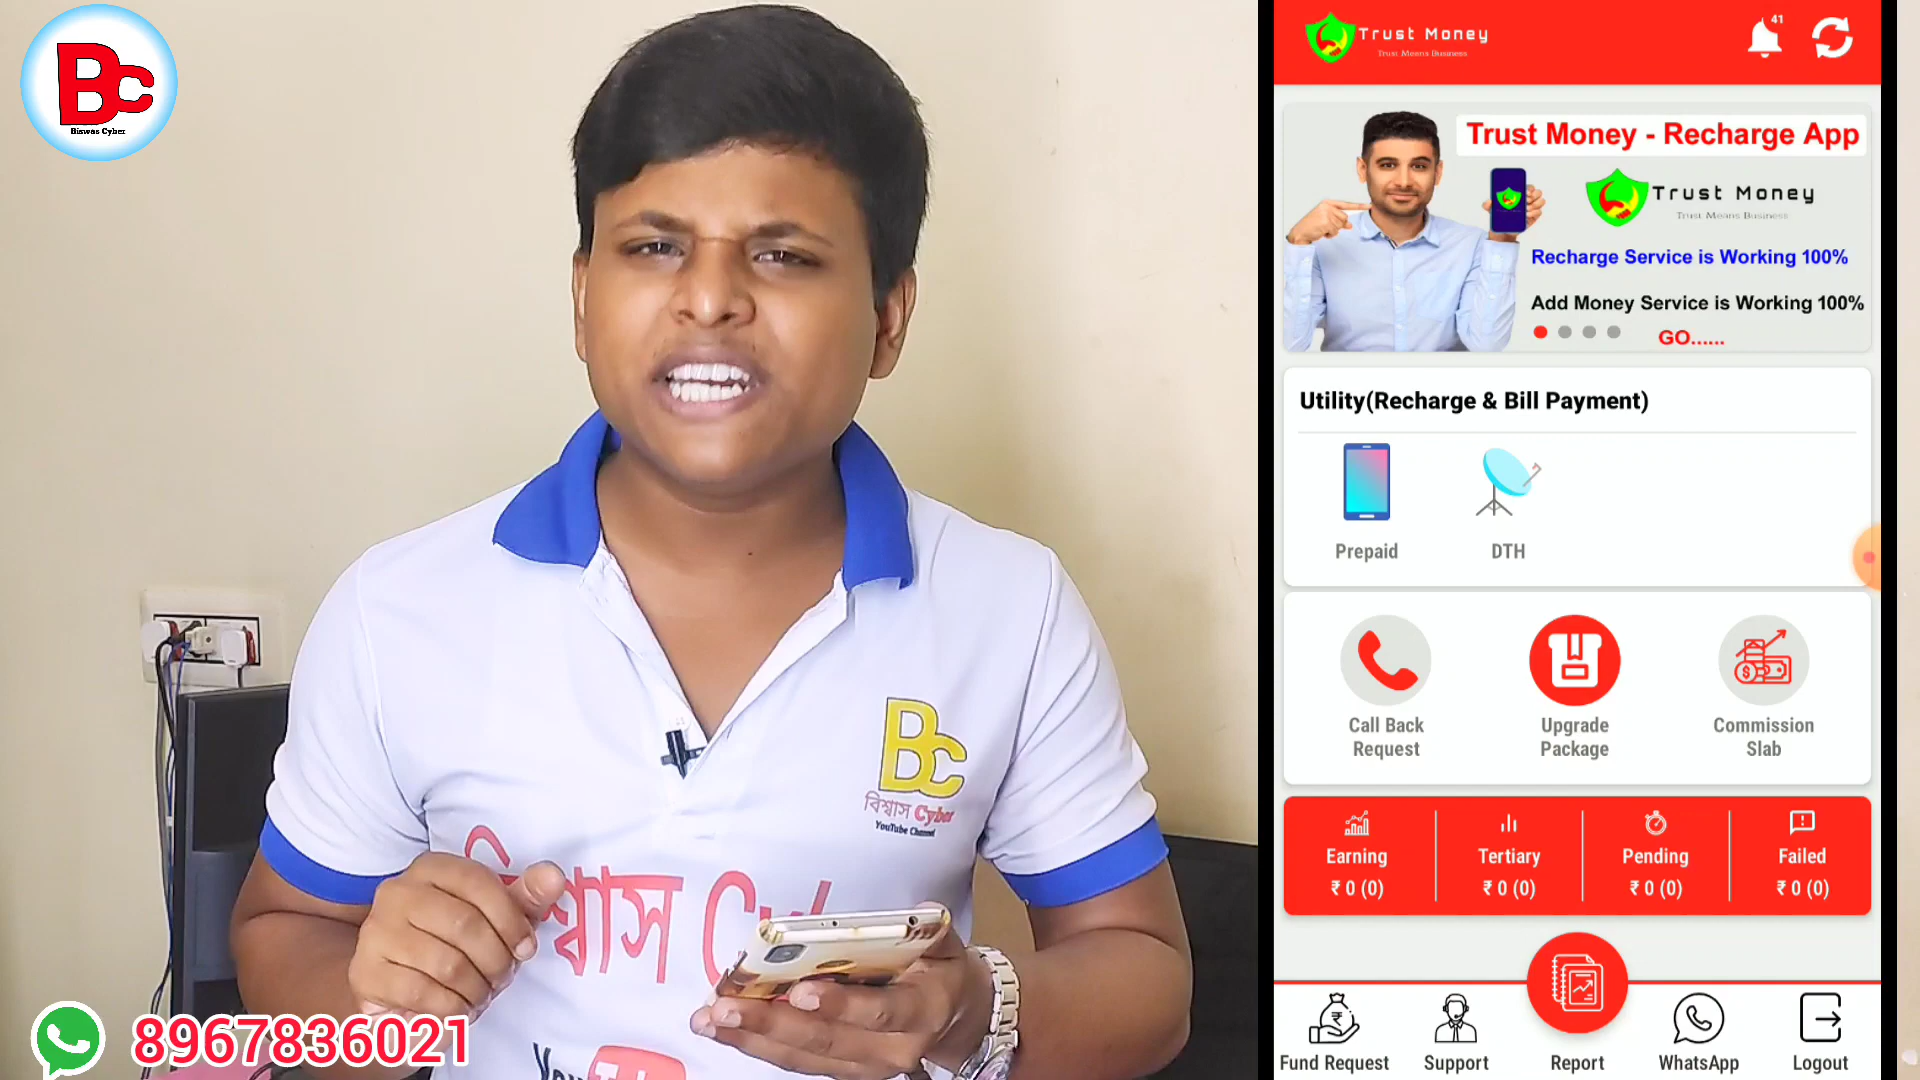 BC
Biswas Cyber
BC
বিশ্বাস Cyber
YouTube Channel
8967836021
Trust Money
Trust Means Business
41
Trust Money - Recharge App
Trust Money
Trust Means Business
Recharge Service is Working 100%
Add Money Service is Working 100%
GO......
Utility(Recharge & Bill Payment)
Prepaid DTH
Call Back Request
Upgrade Package
Commission Slab
Earning Tertiary Pending Failed
₹ 0 (0) ₹ 0 (0) ₹ 0 (0) ₹ 0 (0)
Fund Request Support Report WhatsApp Logout